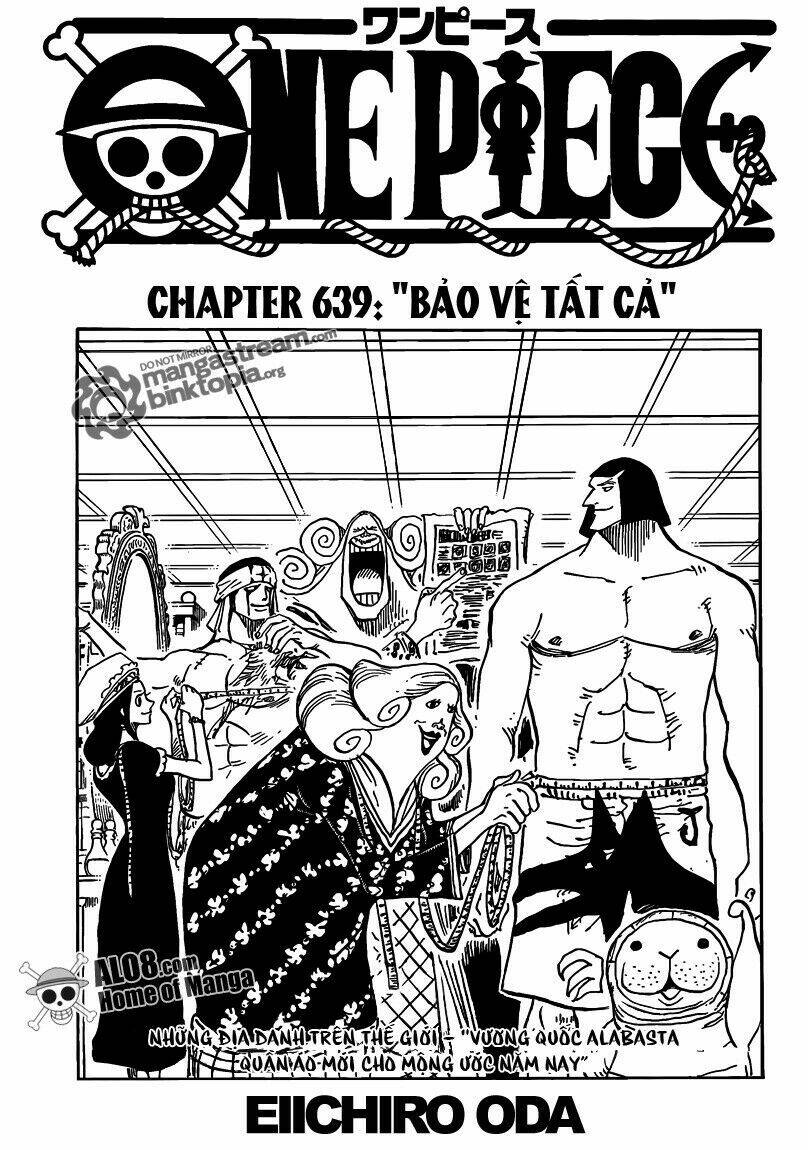 ワンピース
ONE PIECE
CHAPTER 639: "BẢO VỆ TẤT CẢ"
DO NOT MIRROR
mangastream.com
binktopia.org
AL08.com
Home of Manga
NHỮNG ĐỊA DANH TRÊN THẾ GIỚI - "VƯƠNG QUỐC ALABASTA
QUẦN ÁO MỚI CHO MỘNG ƯỚC NĂM NAY"
EIICHIRO ODA